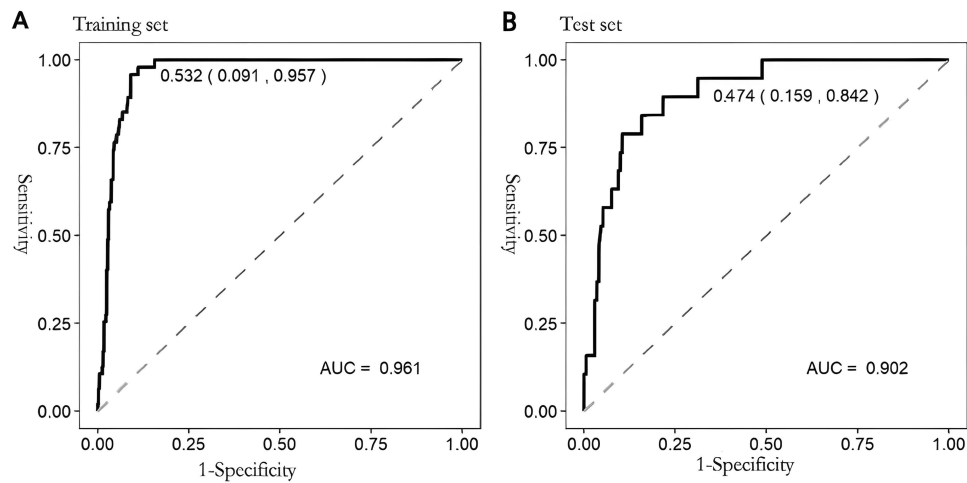 A Training set
1.00
0.75
0.50
0.25
0.00
Sensitivity
0.532 ( 0.091 , 0.957 )
AUC = 0.961
0.00 0.25 0.50 0.75 1.00
1-Specificity
B Test set
1.00
0.75
0.50
0.25
0.00
Sensitivity
0.474 ( 0.159 , 0.842 )
AUC = 0.902
0.00 0.25 0.50 0.75 1.00
1-Specificity